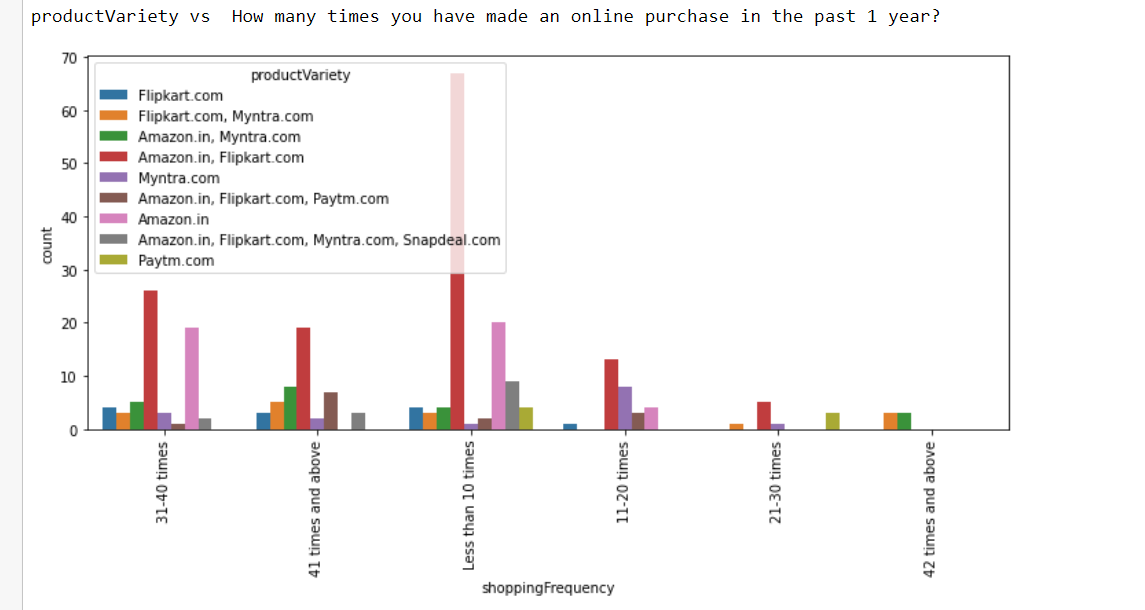 productVariety vs  How many times you have made an online purchase in the past 1 year?
70
60
50
40
30
20
10
0
count
productVariety
Flipkart.com
Flipkart.com, Myntra.com
Amazon.in, Myntra.com
Amazon.in, Flipkart.com
Myntra.com
Amazon.in, Flipkart.com, Paytm.com
Amazon.in
Amazon.in, Flipkart.com, Myntra.com, Snapdeal.com
Paytm.com
31-40 times
41 times and above
Less than 10 times
11-20 times
21-30 times
42 times and above
shoppingFrequency